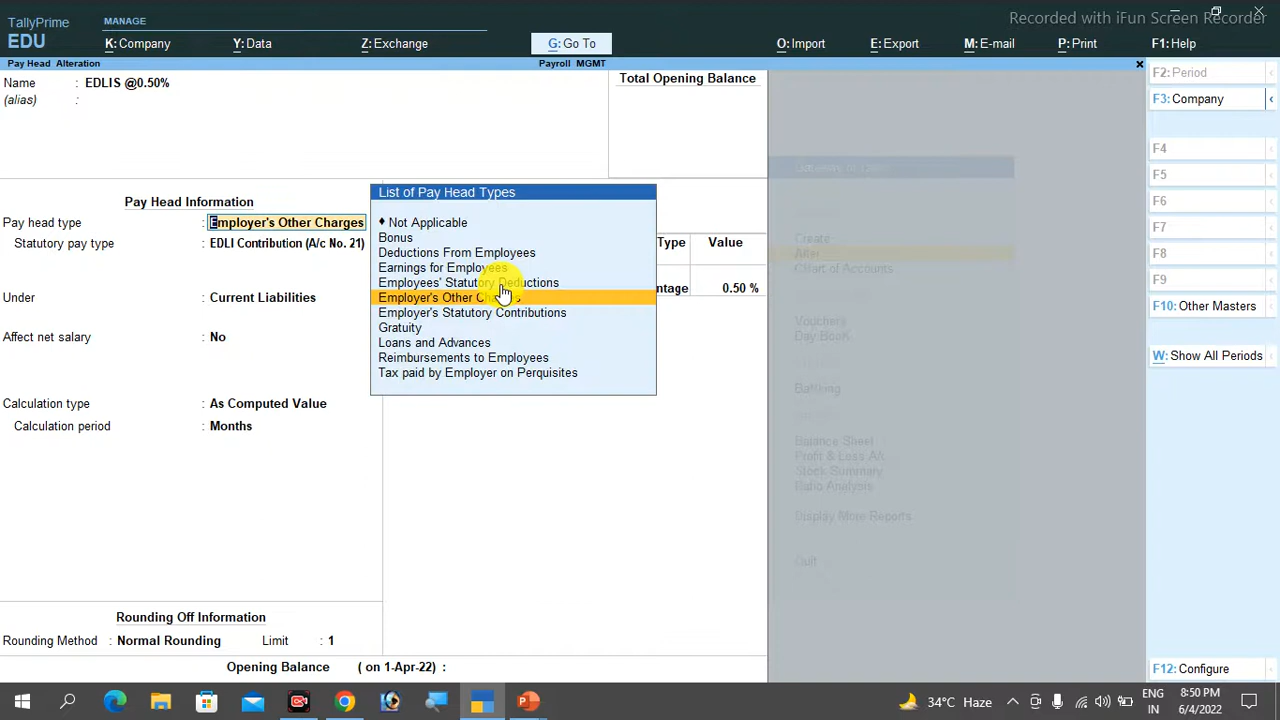 Recorded with iFun Screen Recorder
TallyPrime
EDU
MANAGE
K: Company
Y: Data
Z: Exchange
G: Go To
O: Import
E: Export
M: E-mail
P: Print
F1: Help
Pay Head Alteration
Payroll MGMT
Name : EDLIS @0.50%
(alias) :
Total Opening Balance
Pay Head Information
Pay head type : Employer's Other Charges
Statutory pay type : EDLI Contribution (A/c No. 21)
Under : Current Liabilities
Affect net salary : No
Calculation type : As Computed Value
Calculation period : Months
List of Pay Head Types
♦ Not Applicable
Bonus
Deductions From Employees
Earnings for Employees
Employees' Statutory Deductions
Employer's Other
Employer's Statutory Contributions
Gratuity
Loans and Advances
Reimbursements to Employees
Tax paid by Employer on Perquisites
Type Value
ntage 0.50 %
Rounding Off Information
Rounding Method : Normal Rounding Limit : 1
Opening Balance ( on 1-Apr-22) :
Create
Alter
Chart of Accounts
Vouchers
Day Book
Banking
Balance Sheet
Profit & Loss A/c
Stock Summary
Ratio Analysis
Display More Reports
Quit
F2: Period
F3: Company
F4
F5
F6
F7
F8
F9
F10: Other Masters
W: Show All Periods
F12: Configure
34°C Haze
ENG
IN
8:50 PM
6/4/2022